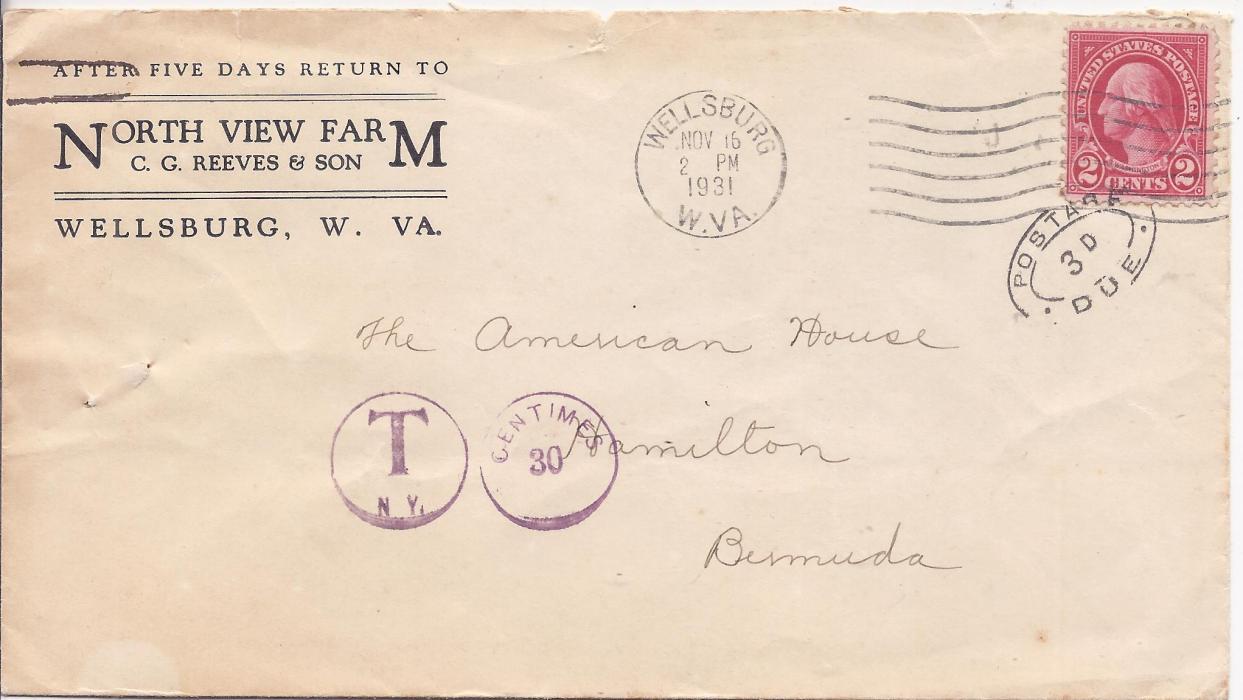 AFTER FIVE DAYS RETURN TO
NORTH VIEW FARM
C. G. REEVES & SON
WELLSBURG, W. VA.
WELLSBURG
NOV 16
2 PM
1931
W.VA.
UNITED STATES POSTAGE
WASHINGTON
2 CENTS 2
POSTAGE
3D
DUE
The American House
Hamilton
Bermuda
T
N.Y.
CENTIMES
30